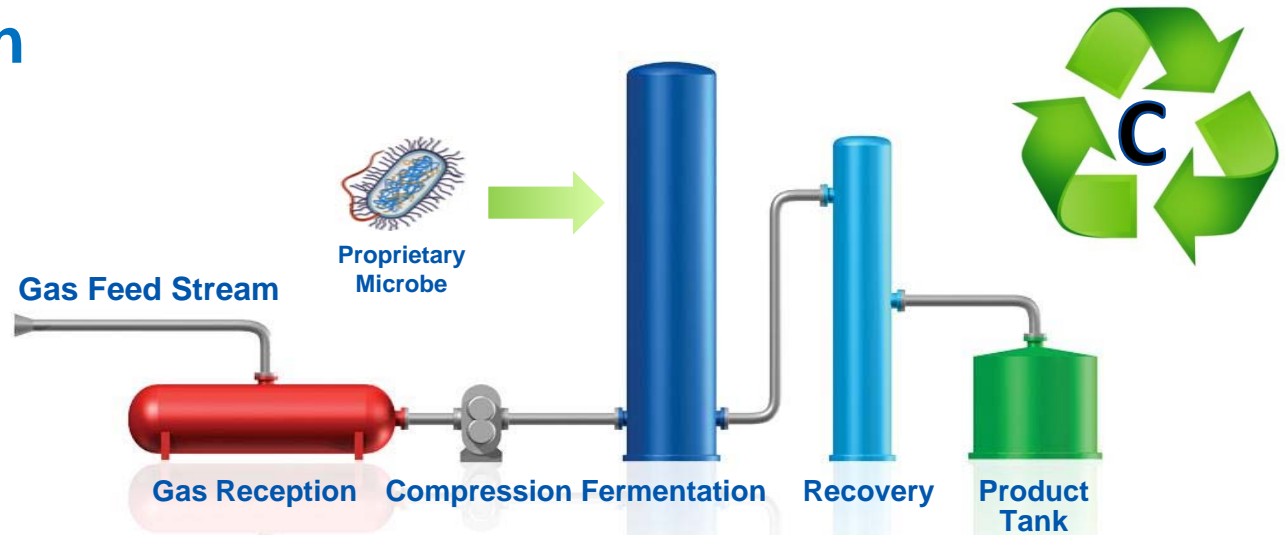 n
C
Proprietary
Microbe
Gas Feed Stream
Gas Reception
Compression
Fermentation
Recovery
Product
Tank